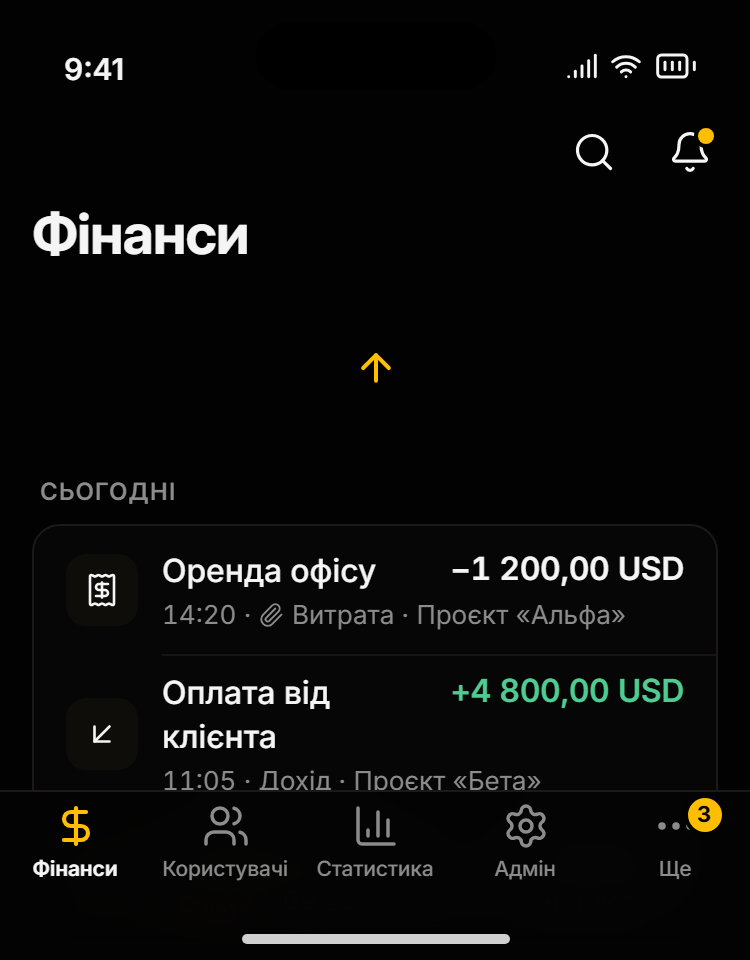 9:41
Фінанси
СЬОГОДНІ
Оренда офісу
−1 200,00 USD
14:20 · Витрата · Проєкт «Альфа»
Оплата від клієнта
+4 800,00 USD
11:05 · Дохід · Проєкт «Бета»
3
Фінанси
Користувачі
Статистика
Адмін
Ще